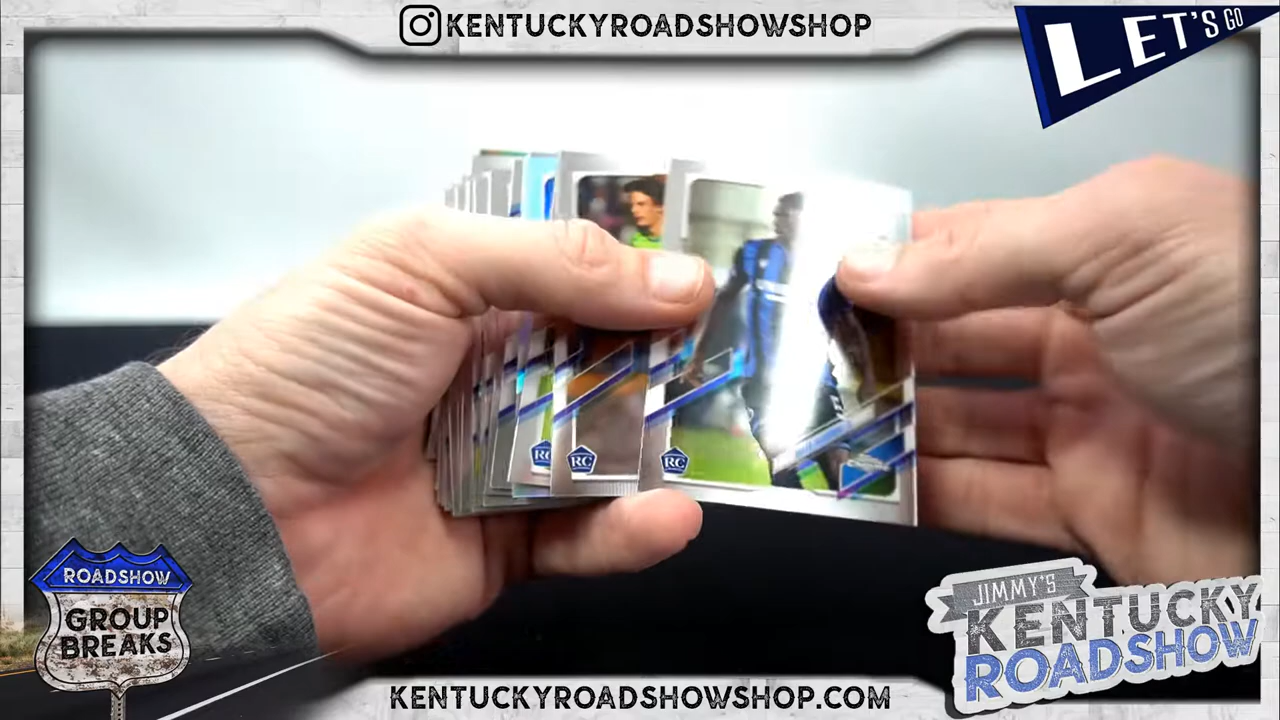 KENTUCKYROADSHOWSHOP
LET'S GO
RC
RC
RC
ROADSHOW
GROUP
BREAKS
JIMMY'S
KENTUCKY
ROADSHOW
KENTUCKYROADSHOWSHOP.COM